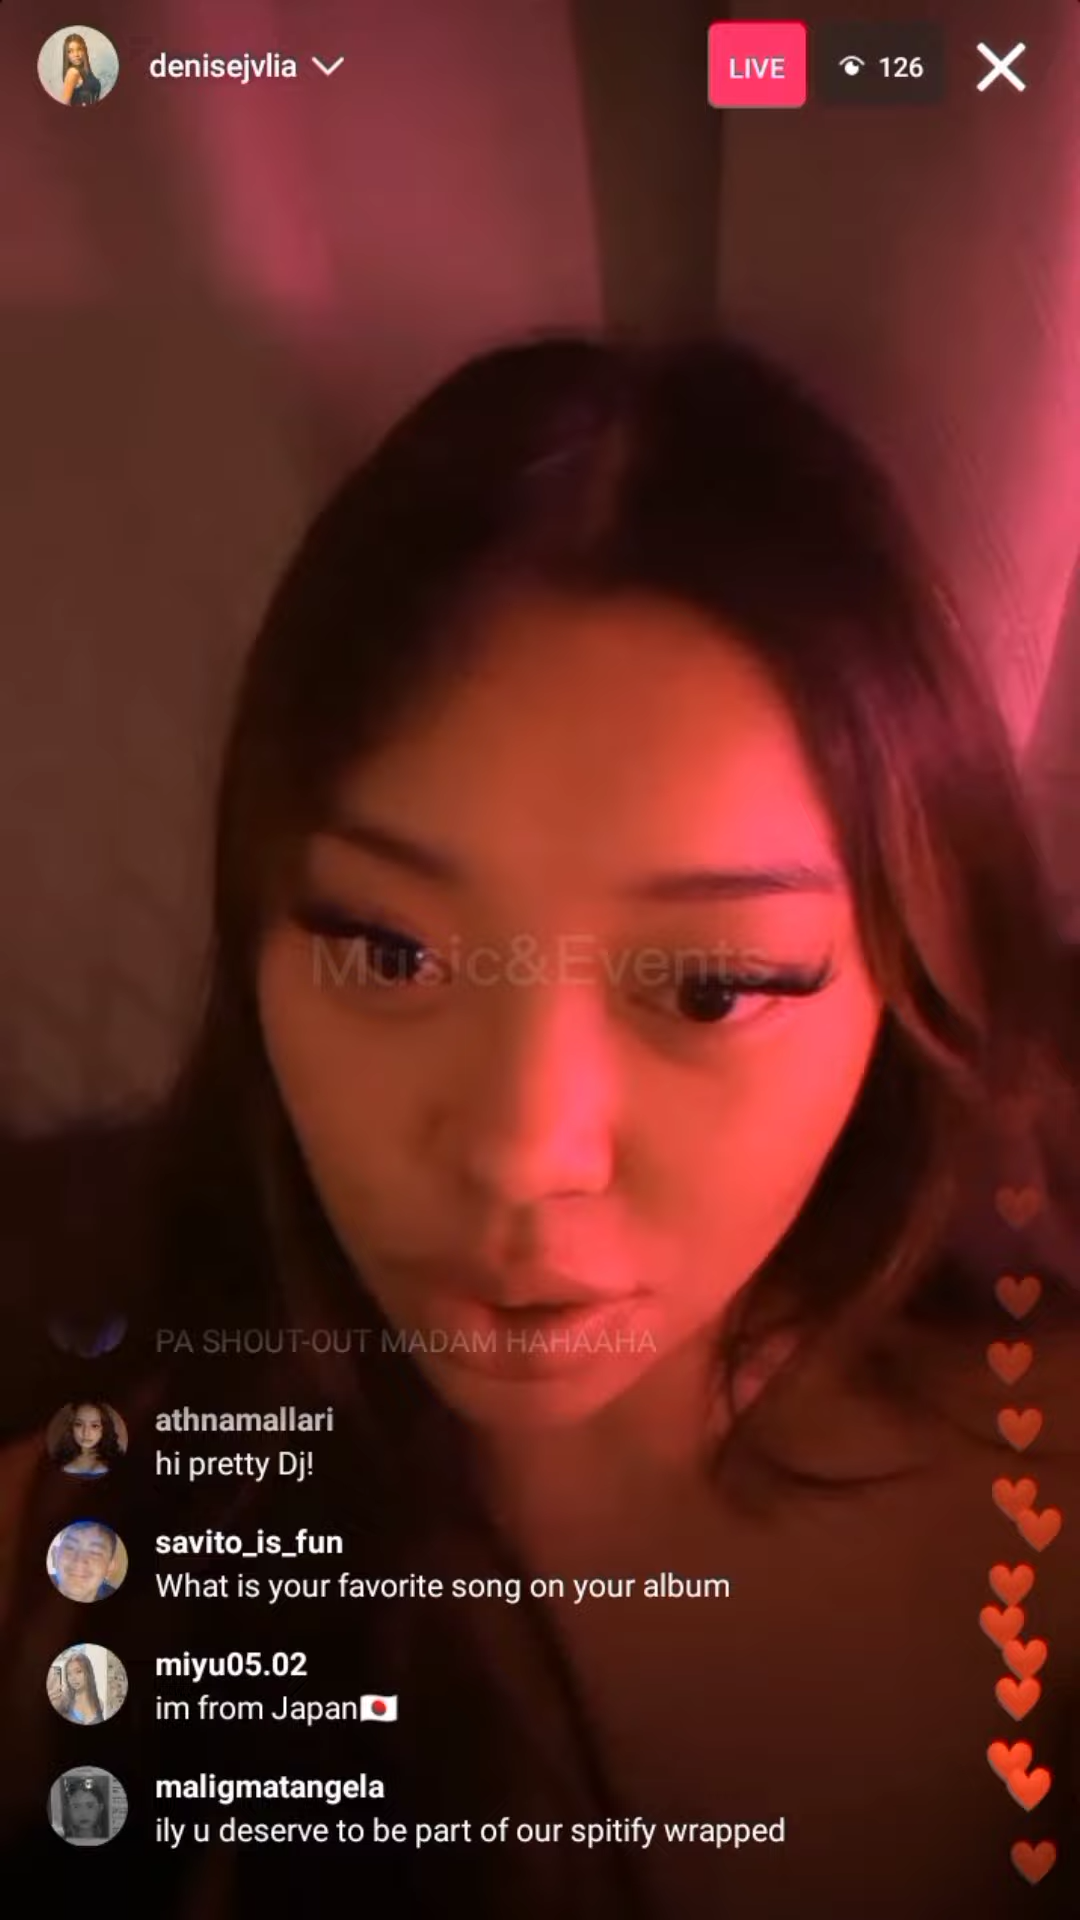 denisejvlia
LIVE
126
Music&Events
PA SHOUT-OUT MADAM HAHAAHA
athnamallari
hi pretty Dj!
savito_is_fun
What is your favorite song on your album
miyu05.02
im from Japan🇯🇵
maligmatangela
ily u deserve to be part of our spitify wrapped